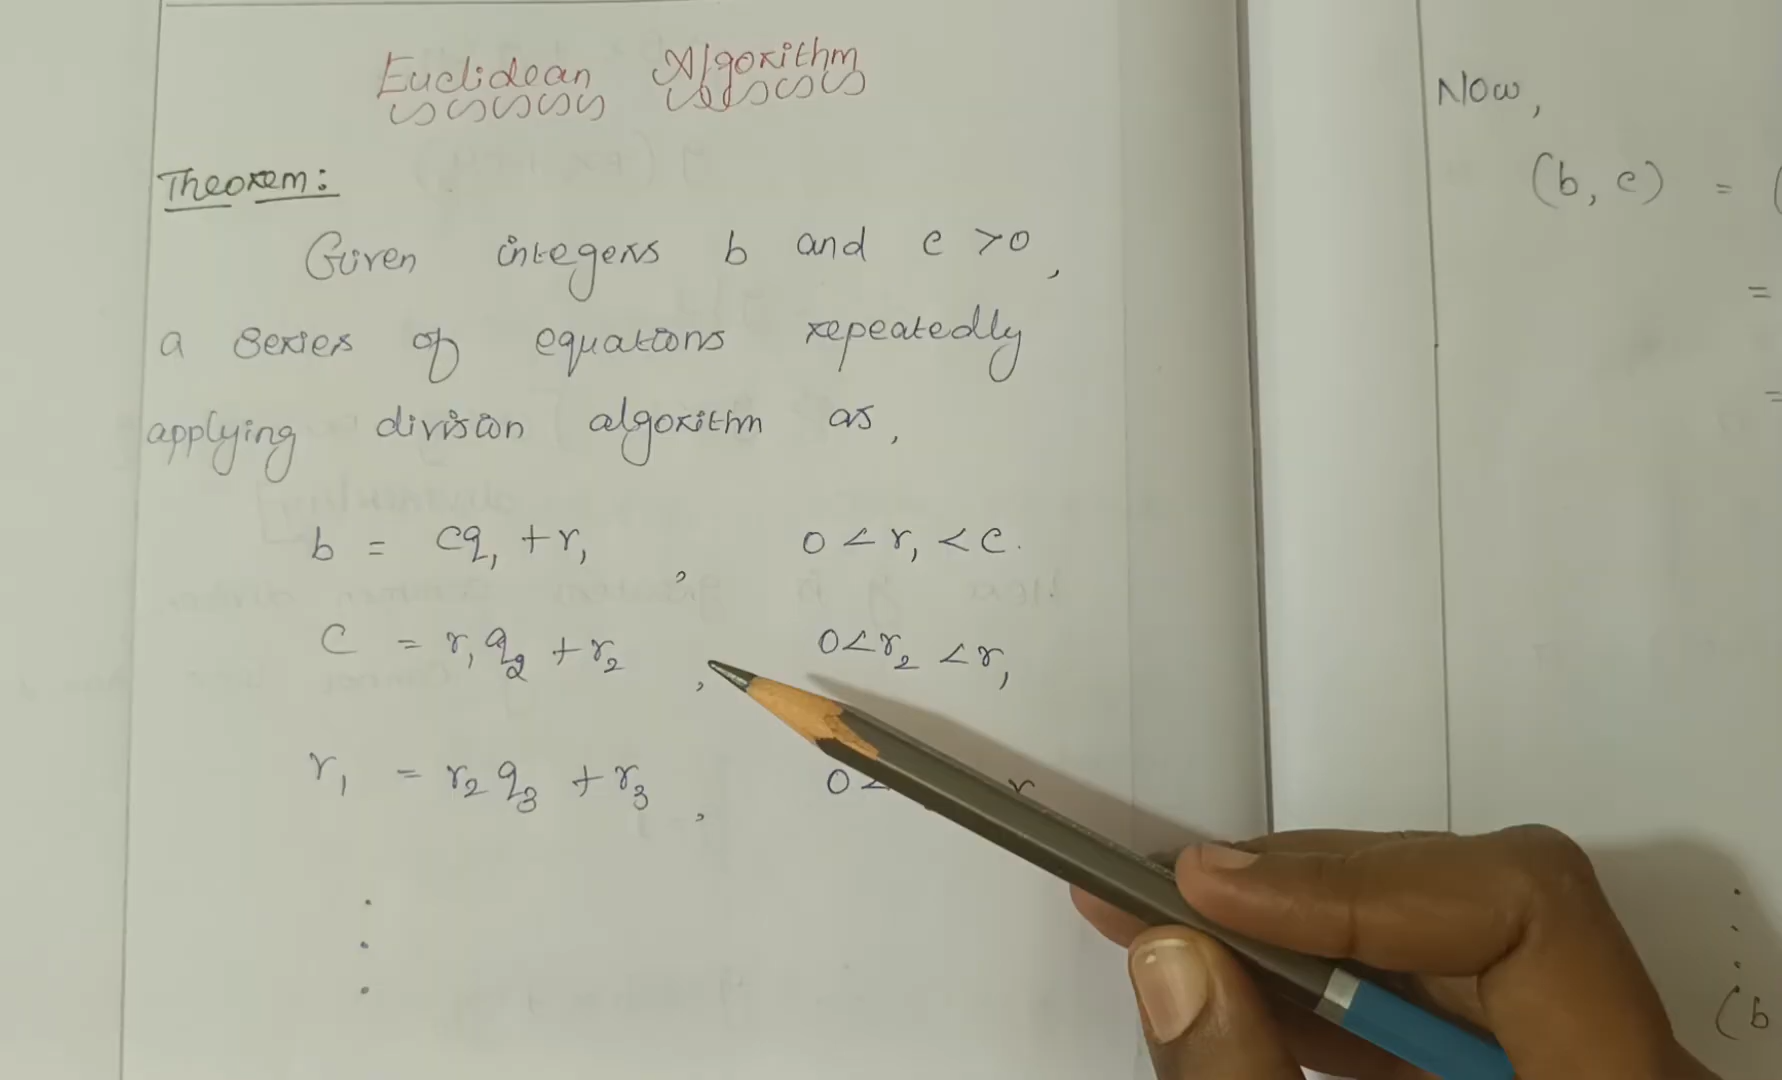 Euclidean Algorithm
Theorem:
Given integers b and c >0,
a series of equations repeatedly
applying division algorithm as,
b = cq₁ + r₁, 0 < r₁ < c.
c = r₁q₂ + r₂, 0 < r₂ < r₁
r₁ = r₂q₃ + r₃, 0 < r
.
.
.
Now,
(b, c) = (
=
=
.
.
.
(b